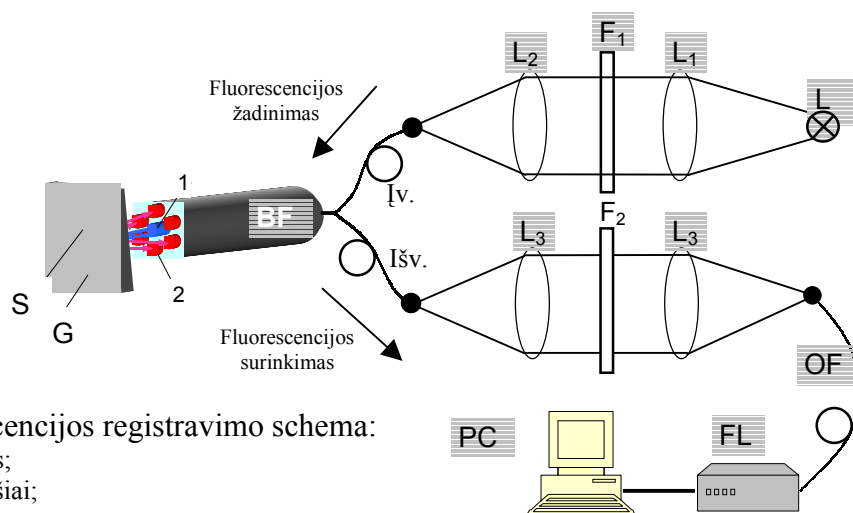 F1
L2
L1
L
Fluorescencijos
žadinimas
1
BF
Įv.
F2
L3
L3
Išv.
2
S
G
Fluorescencijos
surinkimas
OF
cencijos registravimo schema:
PC
FL
s;
šiai;